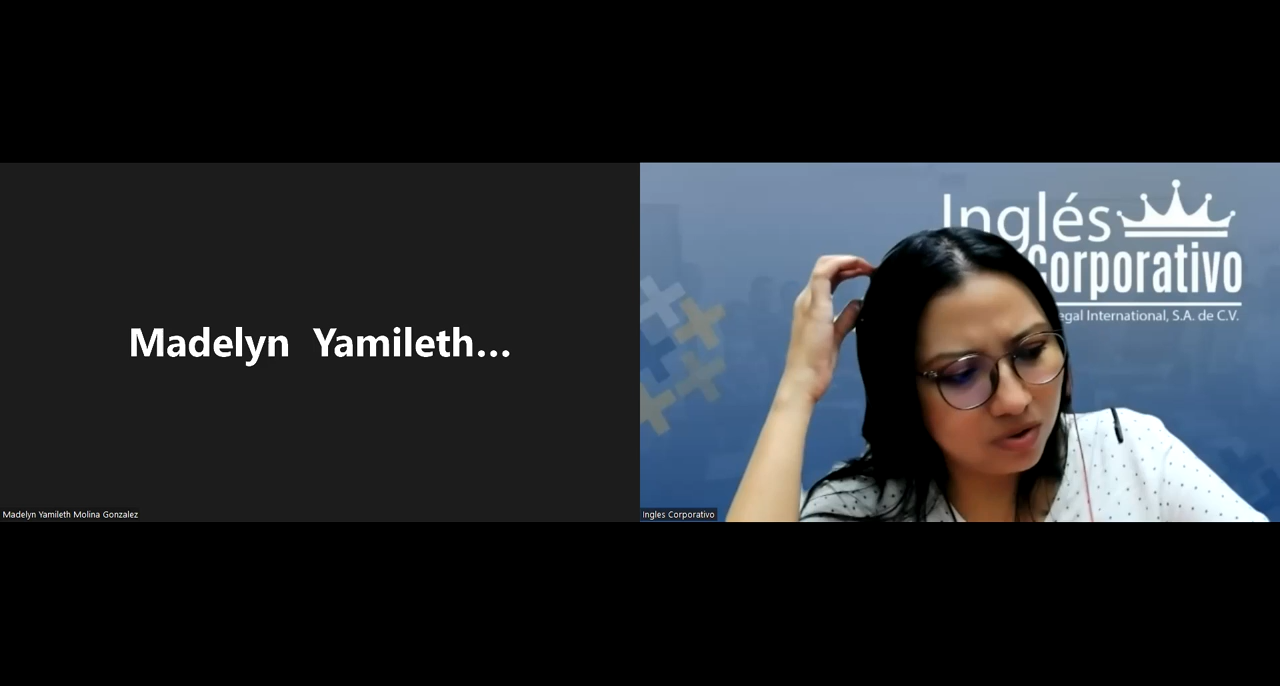 Madelyn Yamileth...
Madelyn Yamileth Molina Gonzalez
Inglés
Corporativo
egal International, S.A. de C.V.
Ingles Corporativo